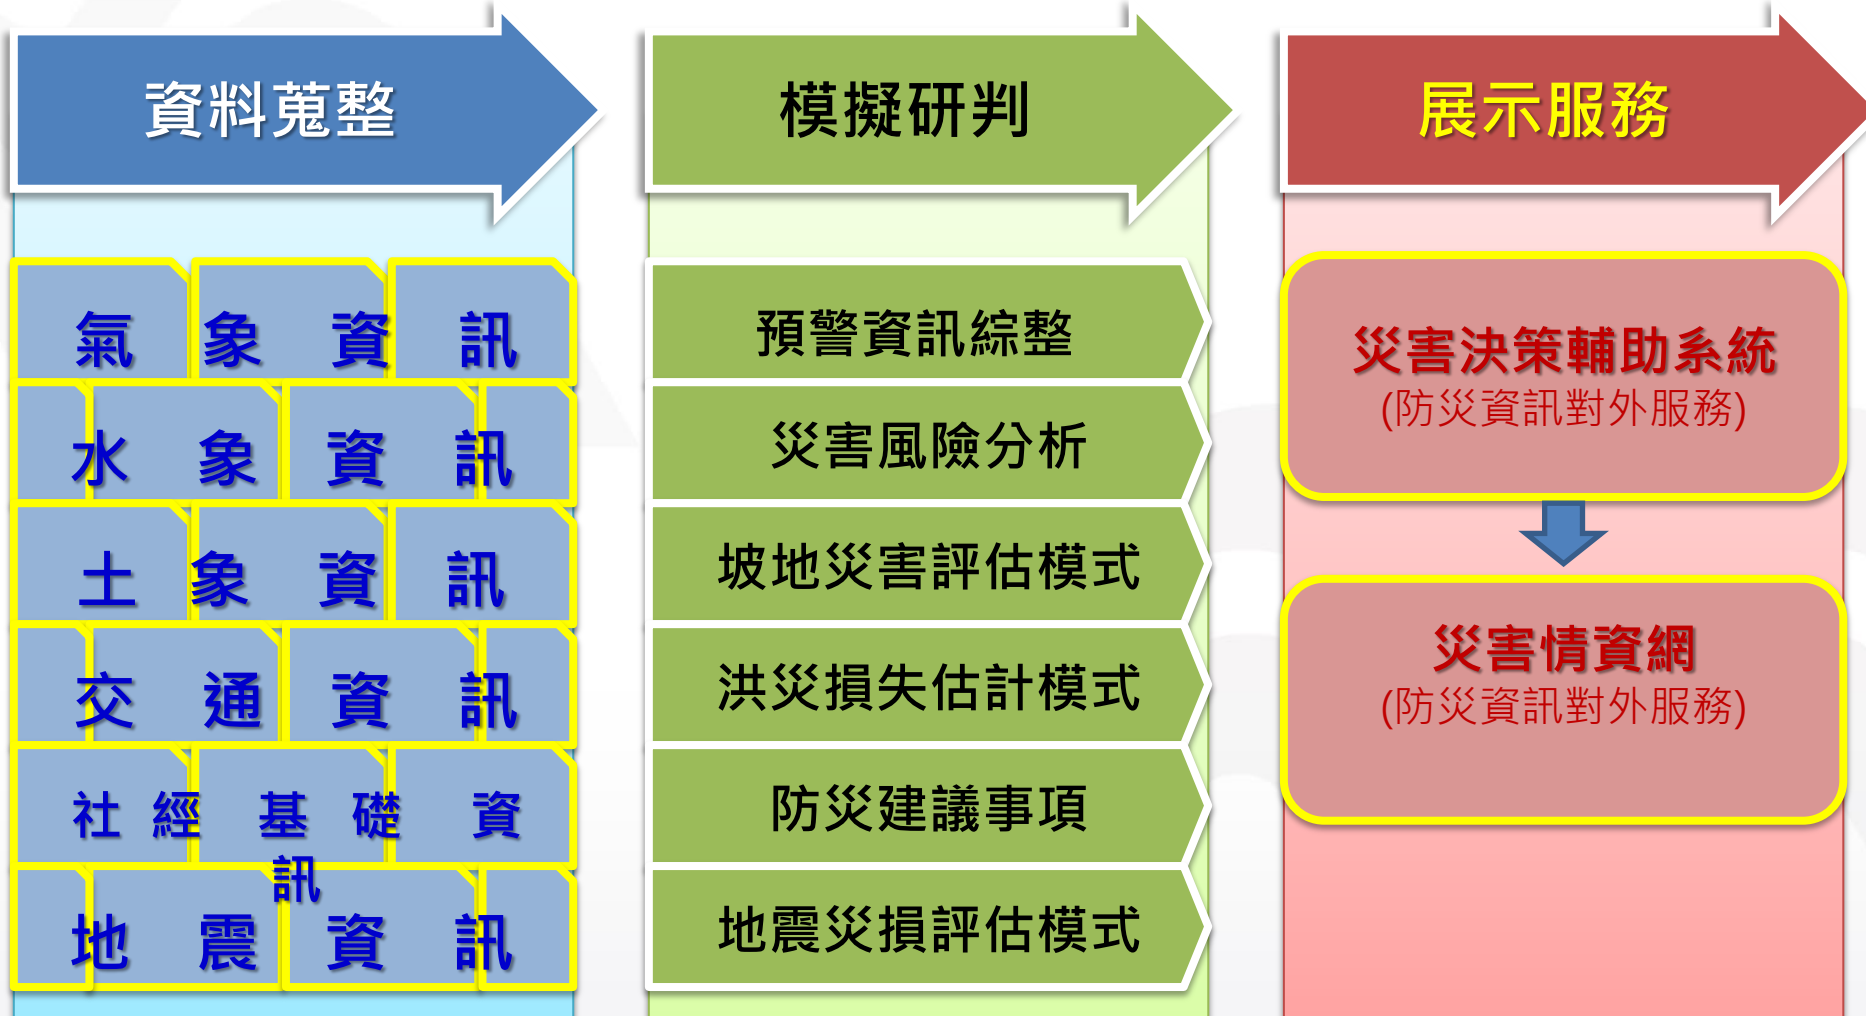 資料蒐整
氣象資訊
水象資訊
土象資訊
交通資訊
社經基礎資
訊
地震資訊
模擬研判
預警資訊綜整
災害風險分析
坡地災害評估模式
洪災損失估計模式
防災建議事項
地震災損評估模式
展示服務
災害決策輔助系統
(防災資訊對外服務)
災害情資網
(防災資訊對外服務)